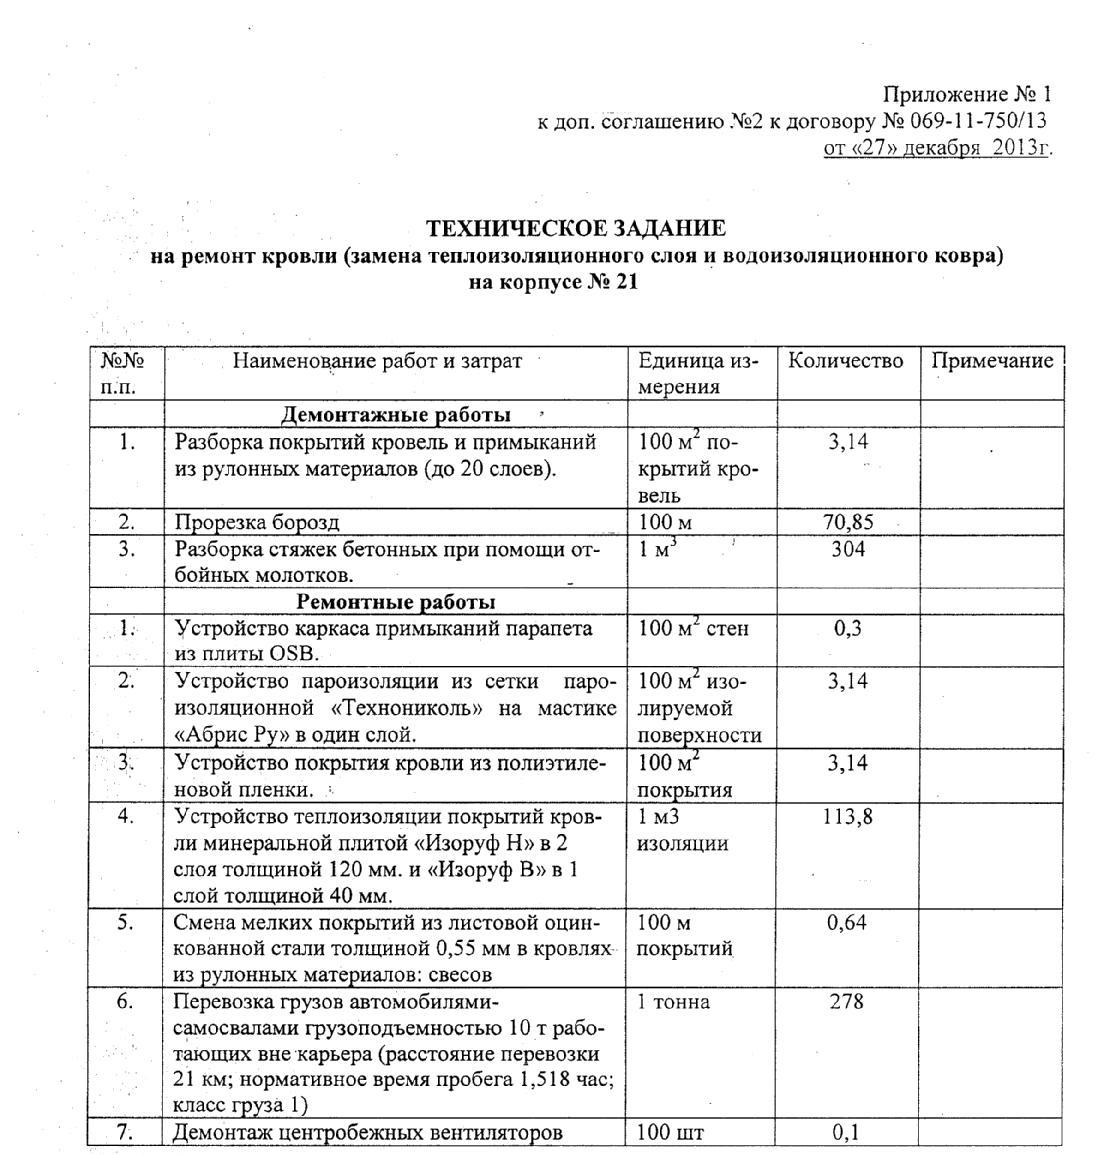 Приложение № 1
к доп. соглашению №2 к договору № 069-11-750/13
от «27» декабря 2013г.
ТЕХНИЧЕСКОЕ ЗАДАНИЕ
на ремонт кровли (замена теплоизоляционного слоя и водоизоляционного ковра)
на корпусе № 21
№№ Наименование работ и затрат Единица из- Количество Примечание
п.п. мерения
Демонтажные работы
1. Разборка покрытий кровель и примыканий 100 м² по- 3,14
из рулонных материалов (до 20 слоев). крытий кро-
вель
2. Прорезка борозд 100 м 70,85
3. Разборка стяжек бетонных при помощи от- 1 м³ 304
бойных молотков.
Ремонтные работы
1. Устройство каркаса примыканий парапета 100 м² стен 0,3
из плиты OSB.
2. Устройство пароизоляции из сетки паро- 100 м² изо- 3,14
изоляционной «Технониколь» на мастике лируемой
«Абрис Ру» в один слой. поверхности
3. Устройство покрытия кровли из полиэтиле- 100 м² 3,14
новой пленки. покрытия
4. Устройство теплоизоляции покрытий кров- 1 м3 113,8
ли минеральной плитой «Изоруф Н» в 2 изоляции
слоя толщиной 120 мм. и «Изоруф В» в 1
слой толщиной 40 мм.
5. Смена мелких покрытий из листовой оцин- 100 м 0,64
кованной стали толщиной 0,55 мм в кровлях покрытий
из рулонных материалов: свесов
6. Перевозка грузов автомобилями- 1 тонна 278
самосвалами грузоподъемностью 10 т рабо-
тающих вне карьера (расстояние перевозки
21 км; нормативное время пробега 1,518 час;
класс груза 1)
7. Демонтаж центробежных вентиляторов 100 шт 0,1